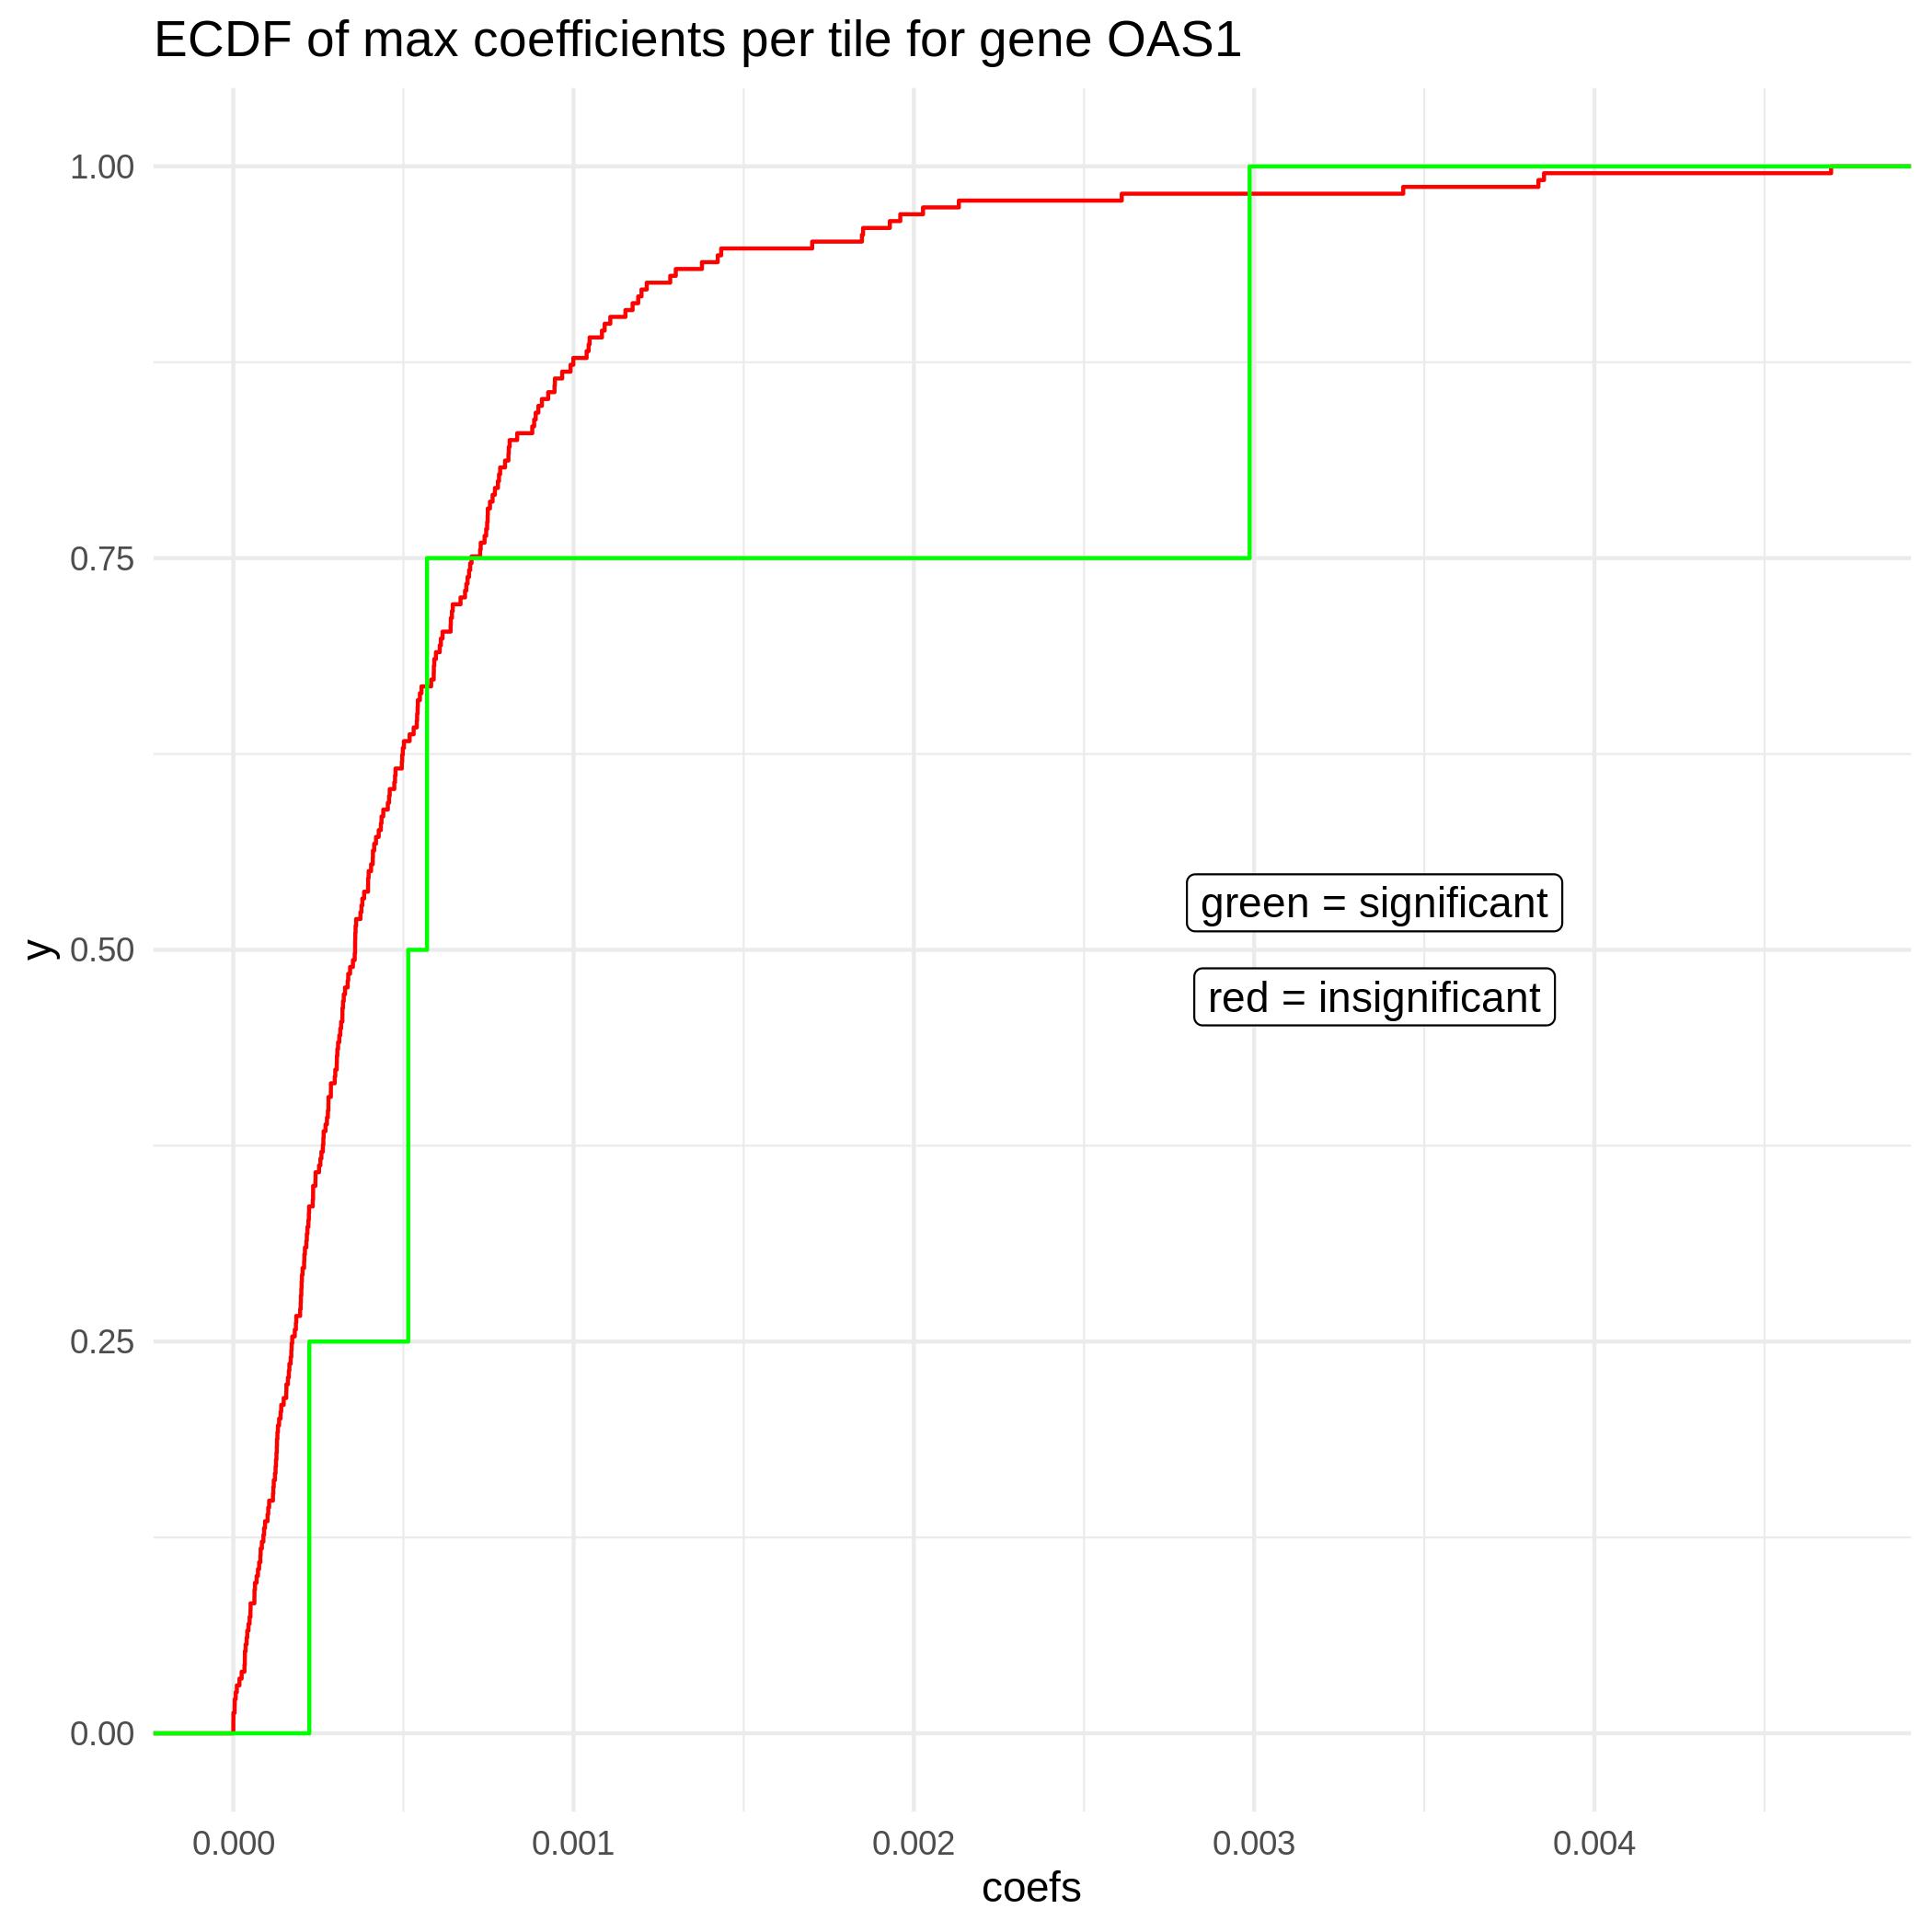 ECDF of max coefficients per tile for gene OAS1
1.00
0.75
0.50
0.25
0.00
y
green = significant
red = insignificant
0.000 0.001 0.002 0.003 0.004
coefs